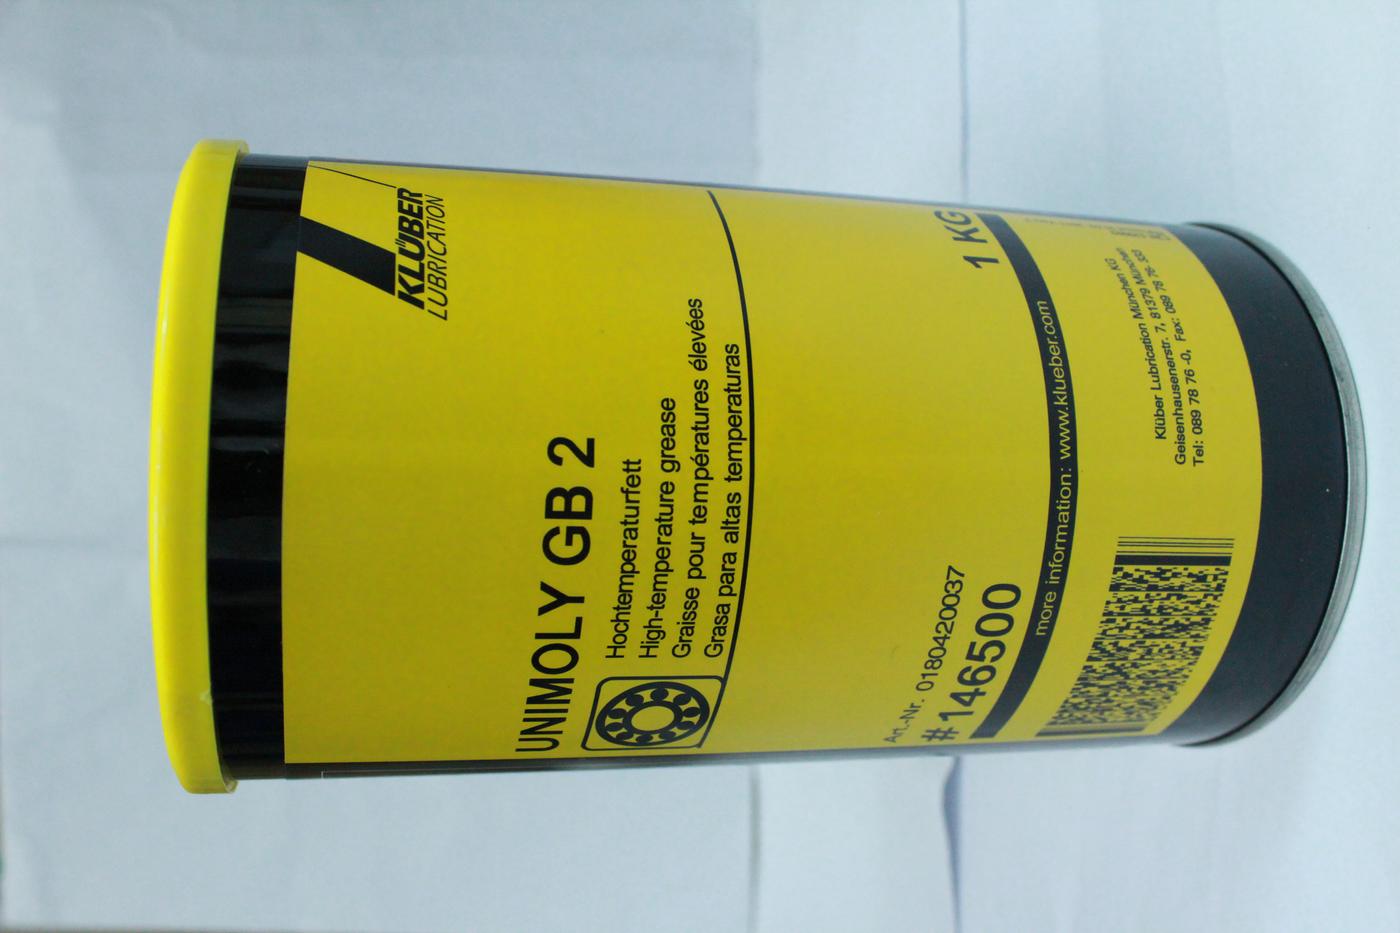 KLÜBER
LUBRICATION
UNIMOLY GB 2
Hochtemperaturfett
High-temperature grease
Graisse pour températures élevées
Grasa para altas temperaturas
Art.-Nr. 0180420037
#146500
1 KG
more information: www.klueber.com
Klüber Lubrication München KG
Geisenhausenerstr. 7, 81379 München
Tel: 089 78 76 -0, Fax: 089 78 76- 333